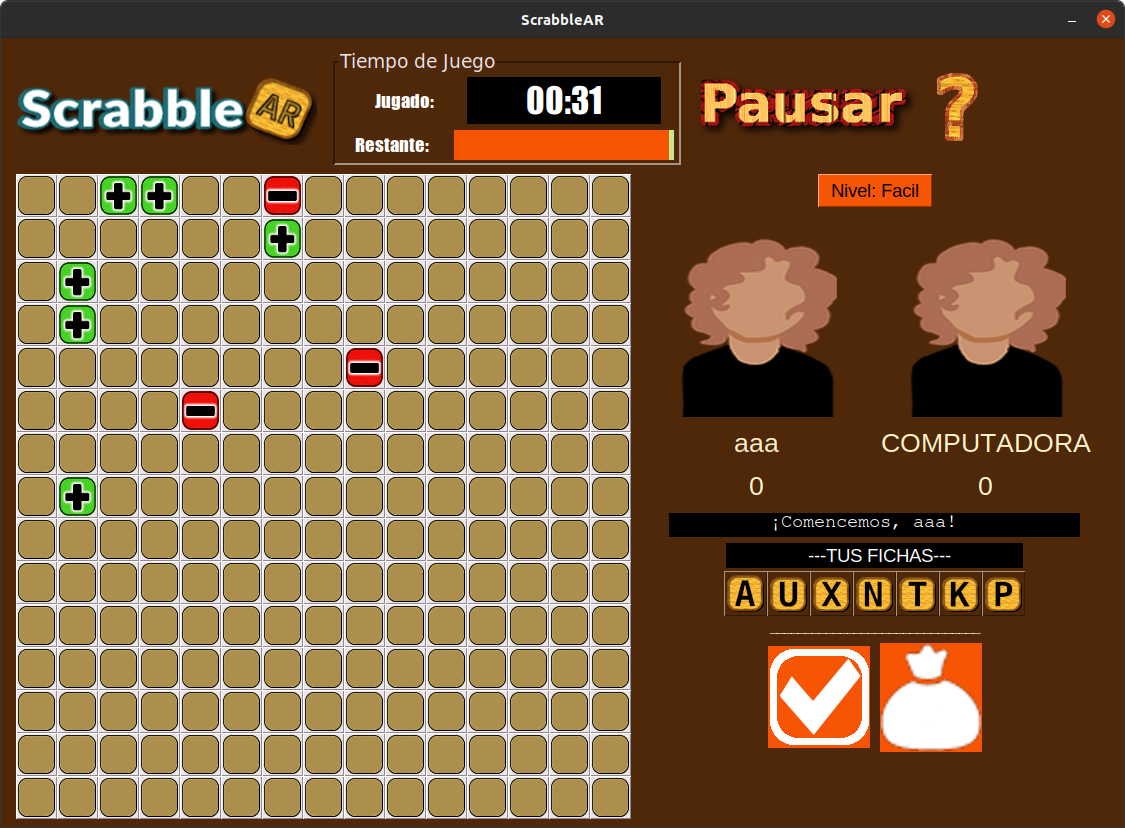 ScrabbleAR
Scrabble AR
Tiempo de Juego
Jugado: 00:31
Restante:
Pausar ?
Nivel: Facil
aaa COMPUTADORA
0 0
¡Comencemos, aaa!
---TUS FICHAS---
A U X N T K P